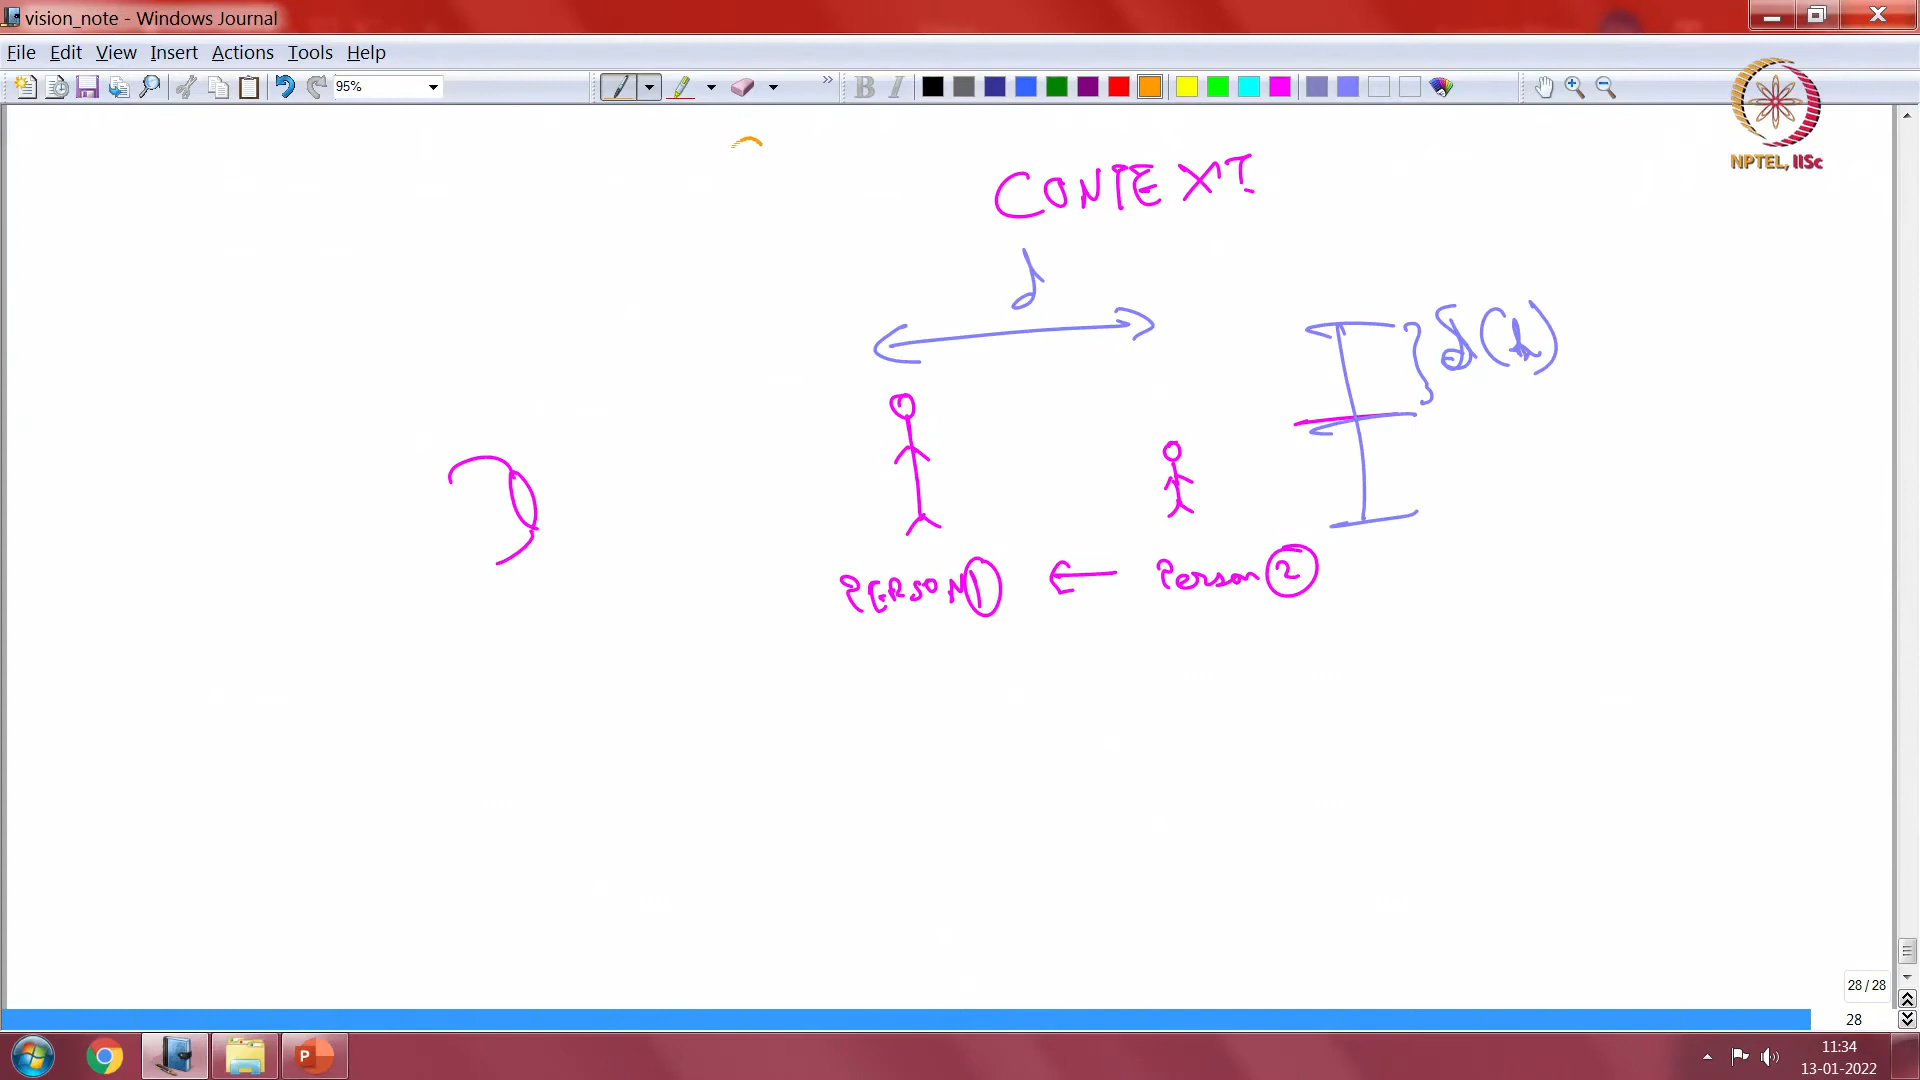 vision_note - Windows Journal
File Edit View Insert Actions Tools Help
95%
B I
NPTEL, IISc
CONTEXT
d
PERSON 1
Person 2
28 / 28
28
P
11:34
13-01-2022